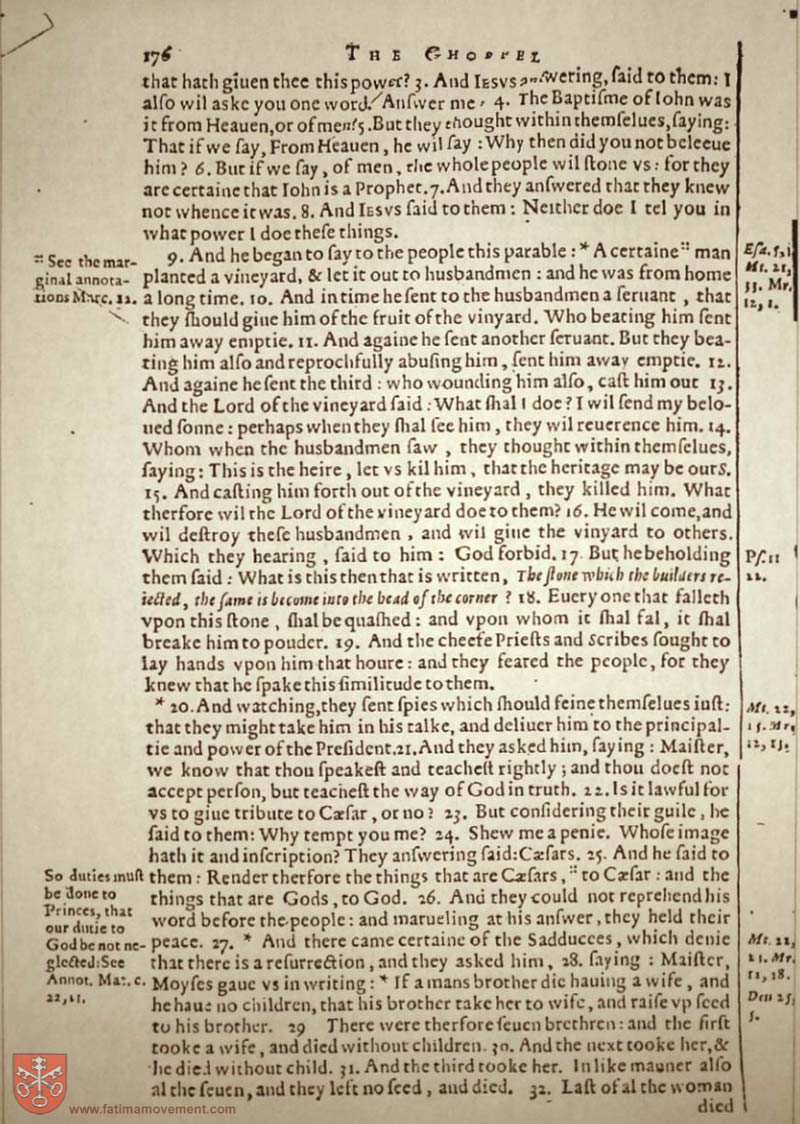 176 THE GHOSPEL
that hath giuen thee this power? 3. And IESVS answering, ſaid to them: I
alſo wil aske you one word. Anſwer me, 4. The Baptiſme of Iohn was
it from Heauen, or of men? 5. But they thought within themſelues, ſaying:
That if we ſay, From Heauen, he wil ſay : Why then did you not beleeue
him? 6. But if we ſay, of men, the whole people wil ſtone vs: for they
are certaine that Iohn is a Prophet. 7. And they anſwered that they knew
not whence it was. 8. And IESVS ſaid to them: Neither doe I tel you in
what power I doe theſe things.
9. And he began to ſay to the people this parable: * A certaine " man
planted a vineyard, & let it out to husbandmen : and he was from home
a long time. 10. And in time he ſent to the husbandmen a ſeruant, that
they ſhould giue him of the fruit of the vinyard. Who beating him ſent
him away emptie. 11. And againe he ſent another ſeruant. But they bea-
ting him alſo and reprochfully abuſing him, ſent him away emptie. 12.
And againe he ſent the third : who wounding him alſo, caſt him out 13.
And the Lord of the vineyard ſaid : What ſhal I doe? I wil ſend my belo-
ued ſonne : perhaps when they ſhal ſee him, they wil reuerence him. 14.
Whom when the husbandmen ſaw, they thought within themſelues,
ſaying: This is the heire, let vs kil him, that the heritage may be ours.
15. And caſting him forth out of the vineyard, they killed him. What
therfore wil the Lord of the vineyard doe to them? 16. He wil come, and
wil deſtroy theſe husbandmen, and wil giue the vinyard to others.
Which they hearing, ſaid to him: God forbid. 17. But he beholding
them ſaid : What is this then that is written, The ſtone which the builders re-
iected, the ſame is become into the head of the corner ? 18. Euery one that falleth
vpon this ſtone, ſhal be quaſhed : and vpon whom it ſhal fal, it ſhal
breake him to pouder. 19. And the cheefe Prieſts and Scribes ſought to
lay hands vpon him that houre : and they feared the people, for they
knew that he ſpake this ſimilitude to them.
* 20. And watching, they ſent ſpies which ſhould feine themſelues iuſt:
that they might take him in his talke, and deliuer him to the principal-
tie and power of the Preſident. 21. And they asked him, ſaying : Maiſter,
we know that thou ſpeakeſt and teacheſt rightly ; and thou doeſt not
accept perſon, but teacheſt the way of God in truth. 22. Is it lawful for
vs to giue tribute to Cæſar, or no? 23. But conſidering their guile, he
ſaid to them: Why tempt you me? 24. Shew me a penie. Whoſe image
hath it and inſcription? They anſwering ſaid: Cæſars. 25. And he ſaid to
them: Render therfore the things that are Cæſars, " to Cæſar : and the
things that are Gods, to God. 26. And they could not reprehend his
word before the people : and marueling at his anſwer, they held their
peace. 27. * And there came certaine of the Sadducees, which denie
that there is a reſurrection, and they asked him, 28. ſaying : Maiſter,
Moyſes gaue vs in writing: * If a mans brother die hauing a wife, and
he haue no children, that his brother take her to wife, and raiſe vp ſeed
to his brother. 29 There were therfore ſeuen brethren : and the firſt
tooke a wife, and died without children. 30. And the next tooke her, &
he died without child. 31. And the third tooke her. In like manner alſo
al the ſeuen, and they left no ſeed, and died. 32. Laſt of al the woman
died
" See the mar-
ginal annota-
tions Marc. 12.
So duties muſt
be done to
Princes, that
our dutie to
God be not ne-
glected: See
Annot. Mat. c.
22, 21.
Eſa. 5, 1
Mt. 21,
33. Mr.
12, 1.
Pſ. 11
22.
Mt. 22,
15. Mr.
12, 13.
Mt. 22,
23. Mr.
12, 18.
Deu 25,
5.
www.fatimamovement.com